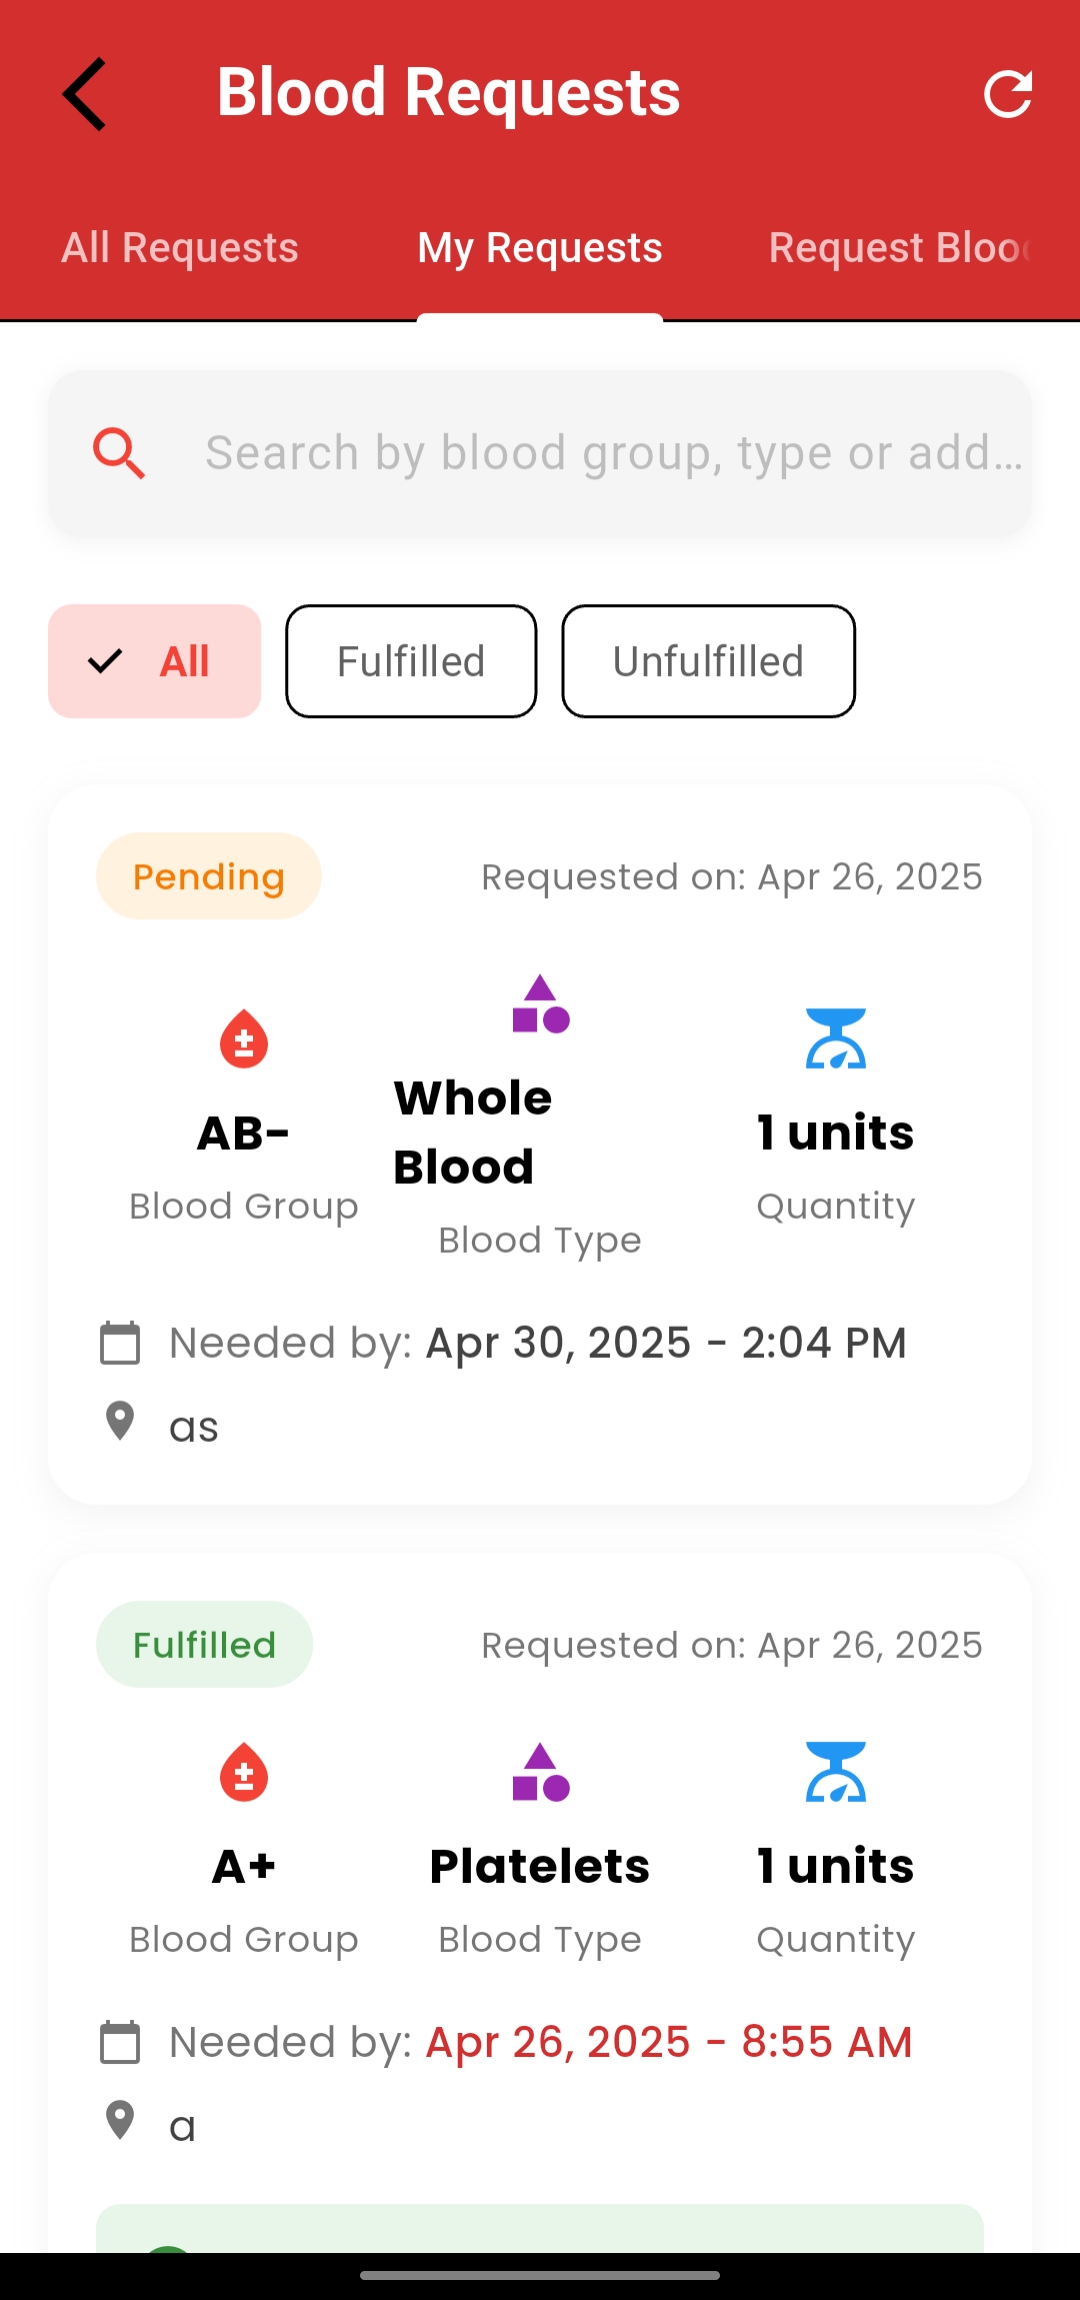 Blood Requests
All Requests My Requests Request Bloo
Search by blood group, type or add...
All Fulfilled Unfulfilled
Pending Requested on: Apr 26, 2025
AB- Whole Blood 1 units
Blood Group Blood Type Quantity
Needed by: Apr 30, 2025 - 2:04 PM
as
Fulfilled Requested on: Apr 26, 2025
A+ Platelets 1 units
Blood Group Blood Type Quantity
Needed by: Apr 26, 2025 - 8:55 AM
a